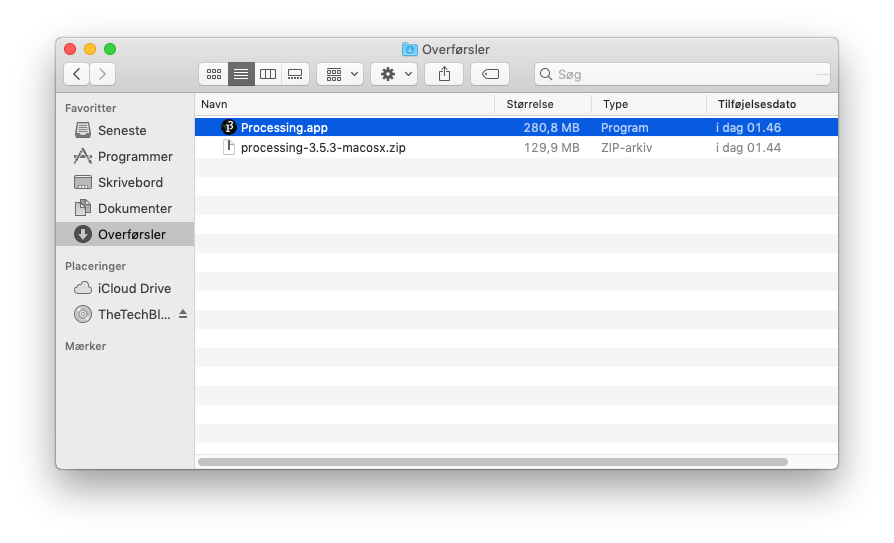 Overførsler
Søg
Favoritter
Seneste
Programmer
Skrivebord
Dokumenter
Overførsler
Placeringer
iCloud Drive
TheTechBl...
Mærker
Navn Størrelse Type Tilføjelsesdato
Processing.app 280,8 MB Program i dag 01.46
processing-3.5.3-macosx.zip 129,9 MB ZIP-arkiv i dag 01.44